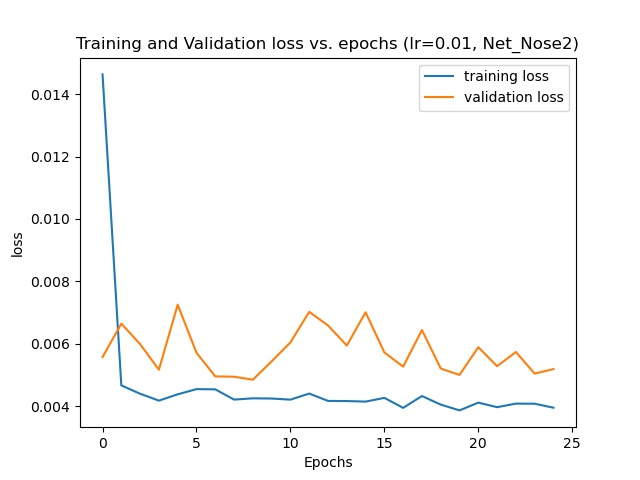 Training and Validation loss vs. epochs (lr=0.01, Net_Nose2)
training loss
validation loss
0.014
0.012
0.010
0.008
0.006
0.004
loss
0 5 10 15 20 25
Epochs